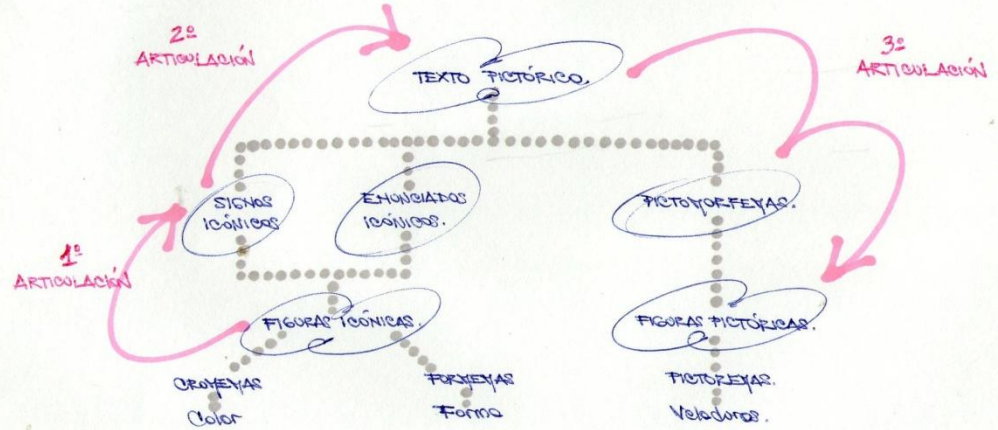 2º
ARTICULACIÓN
TEXTO PICTÓRICO.
3º
ARTICULACIÓN
SIGNOS
ICÓNICOS
ENUNCIADOS
ICÓNICOS.
PICTOMORFEMAS.
1º
ARTICULACIÓN
FIGURAS ICÓNICAS.
FIGURAS PICTÓRICAS.
CROMEMAS
Color
FORMEMAS
Forma
PICTOREMAS.
Veladuras.